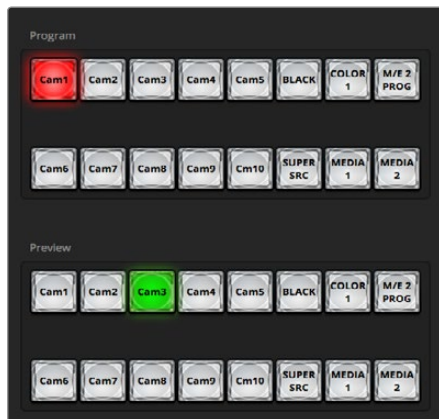 Program
Cam1 Cam2 Cam3 Cam4 Cam5 BLACK COLOR 1 M/E 2 PROG
Cam6 Cam7 Cam8 Cam9 Cm10 SUPER SRC MEDIA 1 MEDIA 2
Preview
Cam1 Cam2 Cam3 Cam4 Cam5 BLACK COLOR 1 M/E 2 PROG
Cam6 Cam7 Cam8 Cam9 Cm10 SUPER SRC MEDIA 1 MEDIA 2